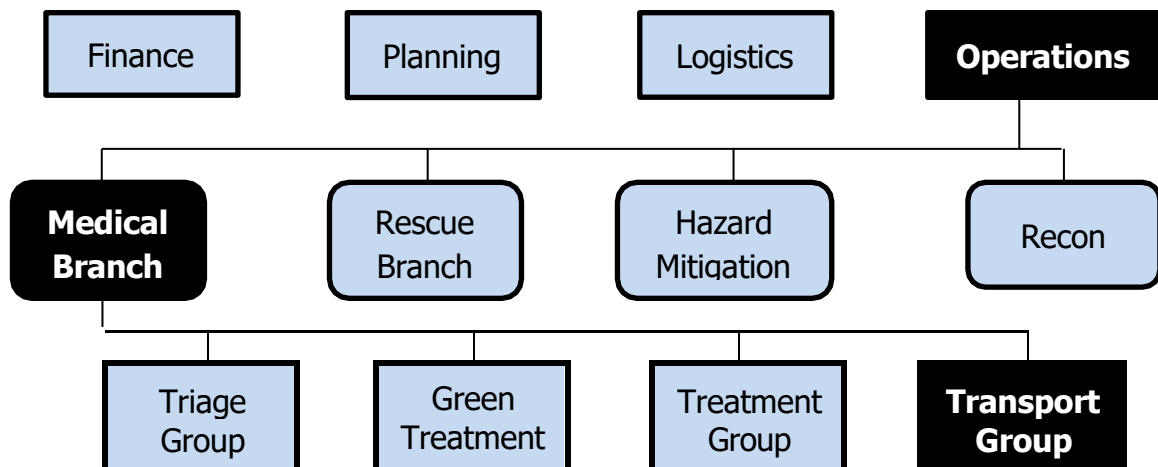 Finance
Planning
Logistics
Operations
Medical
Branch
Rescue
Branch
Hazard
Mitigation
Recon
Triage
Group
Green
Treatment
Treatment
Group
Transport
Group